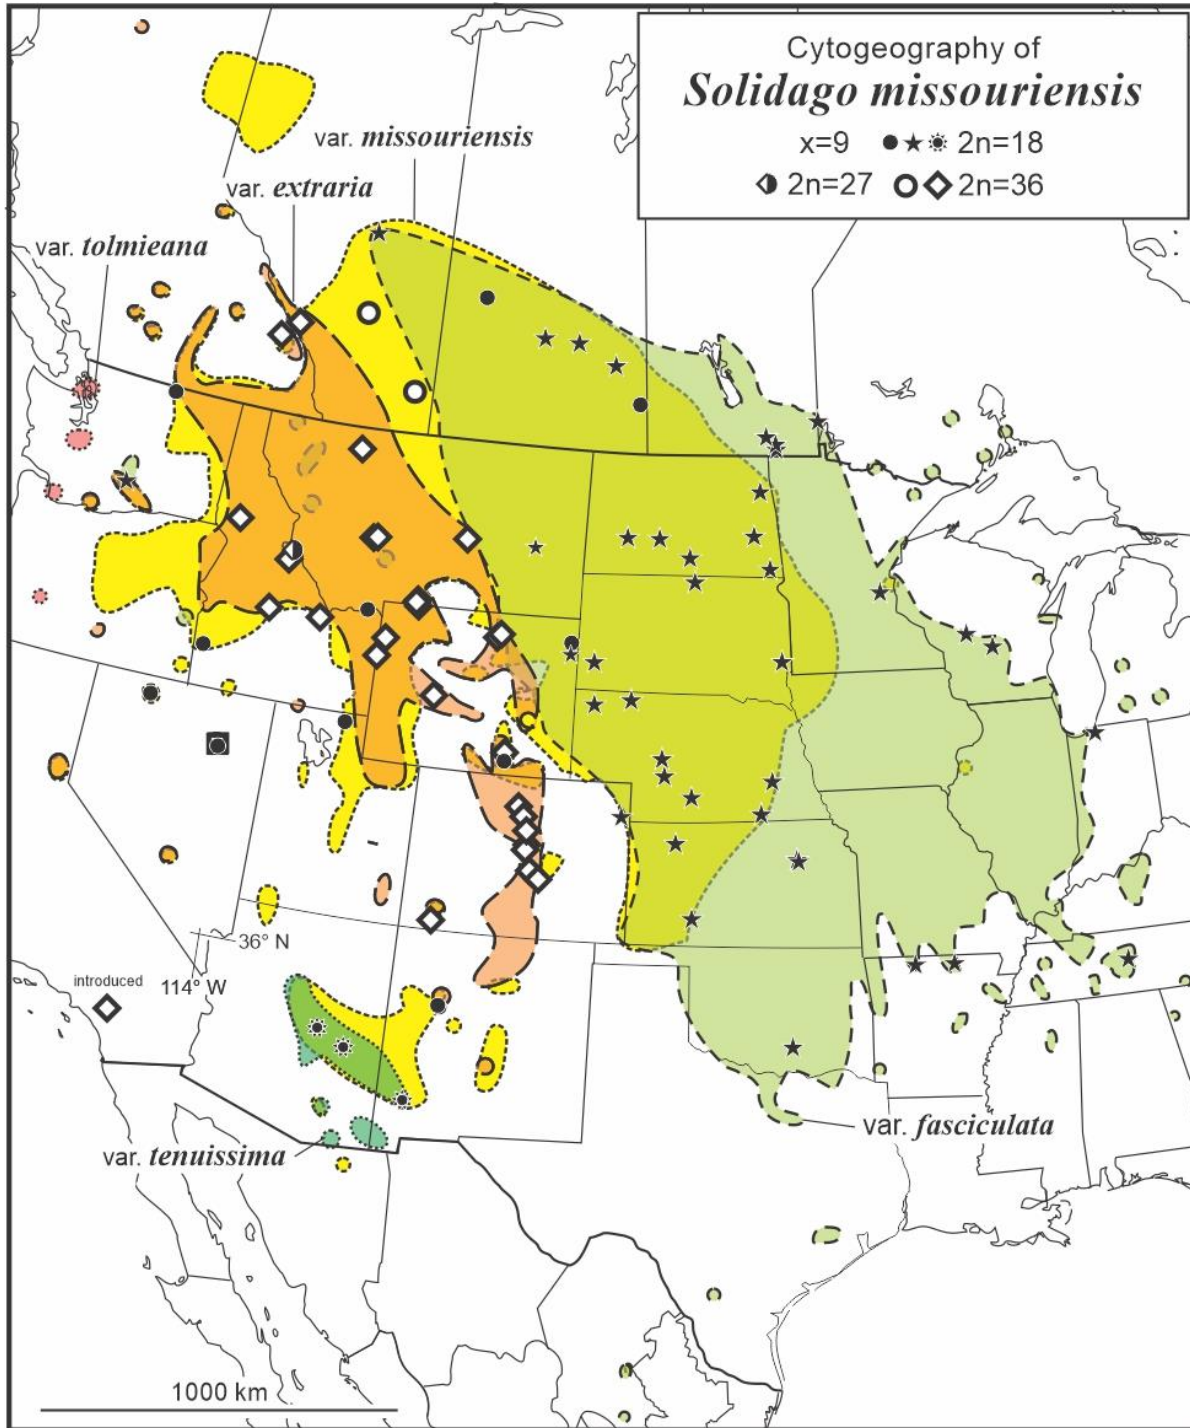 Cytogeography of
Solidago missouriensis
x=9 ●★ 2n=18
2n=27 2n=36
var. missouriensis
var. extraria
var. tolmieana
36° N
114° W
introduced
var. tenuissima
var. fasciculata
1000 km